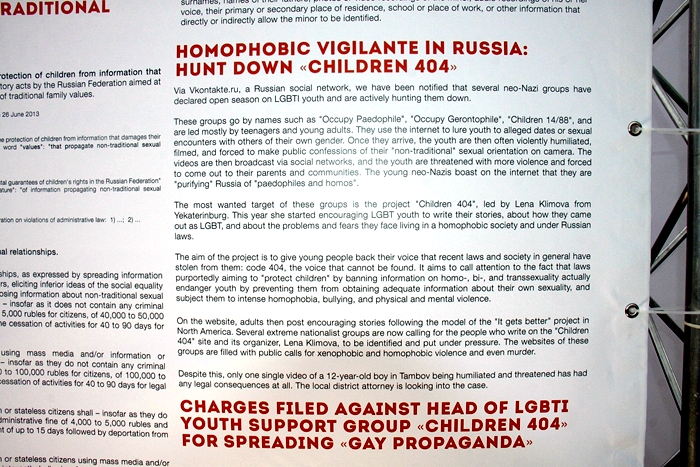 RADITIONAL
rotection of children from information that
tory acts by the Russian Federation aimed at
of traditional family values.
26 June 2013
he protection of children from information that damages their
word "values": "that propagate non-traditional sexual
tal guarantees of children's rights in the Russian Federation"
ature": "of information propagating non-traditional sexual
ration on violations of administrative law: 1) ...; 2) ...
al relationships.
ships, as expressed by spreading information
rs, eliciting inferior ideas of the social equality
osing information about non-traditional sexual
– insofar as it does not contain any criminal
5,000 rubles for citizens, of 40,000 to 50,000
he cessation of activities for 40 to 90 days for
using mass media and/or information or
– insofar as they do not contain any criminal
0 to 100,000 rubles for citizens, of 100,000 to
cessation of activities for 40 to 90 days for legal
n or stateless citizens shall – insofar as they do
dministrative fine of 4,000 to 5,000 rubles and
t of up to 15 days followed by deportation from
n or stateless citizens using mass media and/or
voice, their primary or secondary place of residence, school or place of work, or other information that
directly or indirectly allow the minor to be identified.
HOMOPHOBIC VIGILANTE IN RUSSIA:
HUNT DOWN «CHILDREN 404»
Via Vkontakte.ru, a Russian social network, we have been notified that several neo-Nazi groups have
declared open season on LGBTI youth and are actively hunting them down.
These groups go by names such as "Occupy Paedophile", "Occupy Gerontophile", "Children 14/88", and
are led mostly by teenagers and young adults. They use the internet to lure youth to alleged dates or sexual
encounters with others of their own gender. Once they arrive, the youth are then often violently humiliated,
filmed, and forced to make public confessions of their "non-traditional" sexual orientation on camera. The
videos are then broadcast via social networks, and the youth are threatened with more violence and forced
to come out to their parents and communities. The young neo-Nazis boast on the internet that they are
"purifying" Russia of "paedophiles and homos".
The most wanted target of these groups is the project "Children 404", led by Lena Klimova from
Yekaterinburg. This year she started encouraging LGBT youth to write their stories, about how they came
out as LGBT, and about the problems and fears they face living in a homophobic society and under Russian
laws.
The aim of the project is to give young people back their voice that recent laws and society in general have
stolen from them: code 404, the voice that cannot be found. It aims to call attention to the fact that laws
purportedly aiming to "protect children" by banning information on homo-, bi-, and transsexuality actually
endanger youth by preventing them from obtaining adequate information about their own sexuality, and
subject them to intense homophobia, bullying, and physical and mental violence.
On the website, adults then post encouraging stories following the model of the "It gets better" project in
North America. Several extreme nationalist groups are now calling for the people who write on the "Children
404" site and its organizer, Lena Klimova, to be identified and put under pressure. The websites of these
groups are filled with public calls for xenophobic and homophobic violence and even murder.
Despite this, only one single video of a 12-year-old boy in Tambov being humiliated and threatened has had
any legal consequences at all. The local district attorney is looking into the case.
CHARGES FILED AGAINST HEAD OF LGBTI
YOUTH SUPPORT GROUP «CHILDREN 404»
FOR SPREADING «GAY PROPAGANDA»